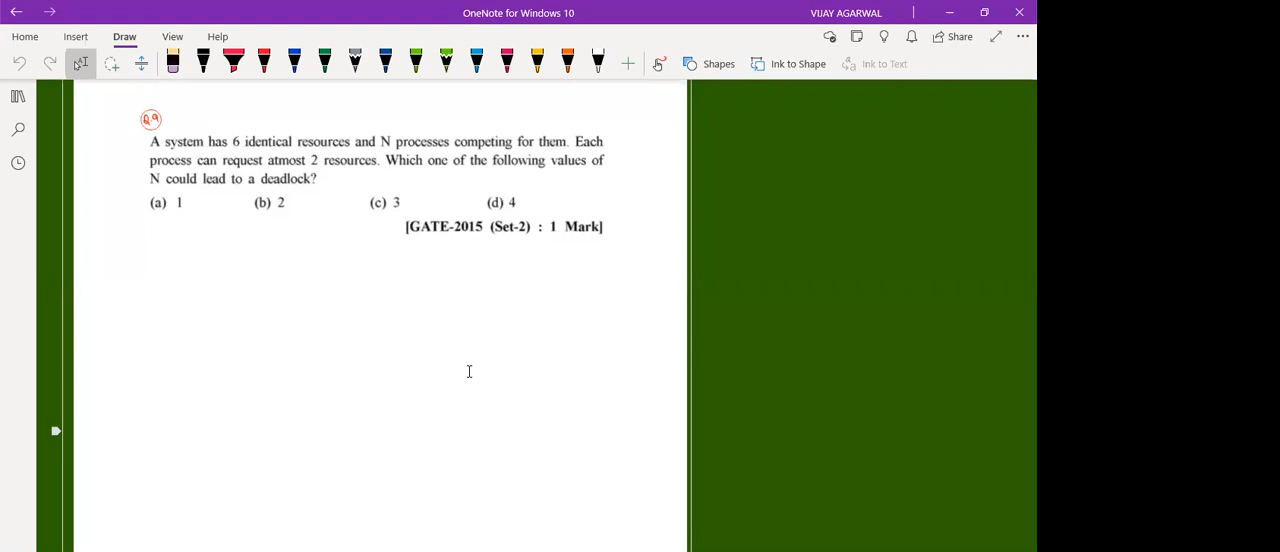 OneNote for Windows 10
VIJAY AGARWAL
Home Insert Draw View Help
Share
Shapes Ink to Shape Ink to Text
Q.9
A system has 6 identical resources and N processes competing for them. Each
process can request atmost 2 resources. Which one of the following values of
N could lead to a deadlock?
(a) 1 (b) 2 (c) 3 (d) 4
[GATE-2015 (Set-2) : 1 Mark]